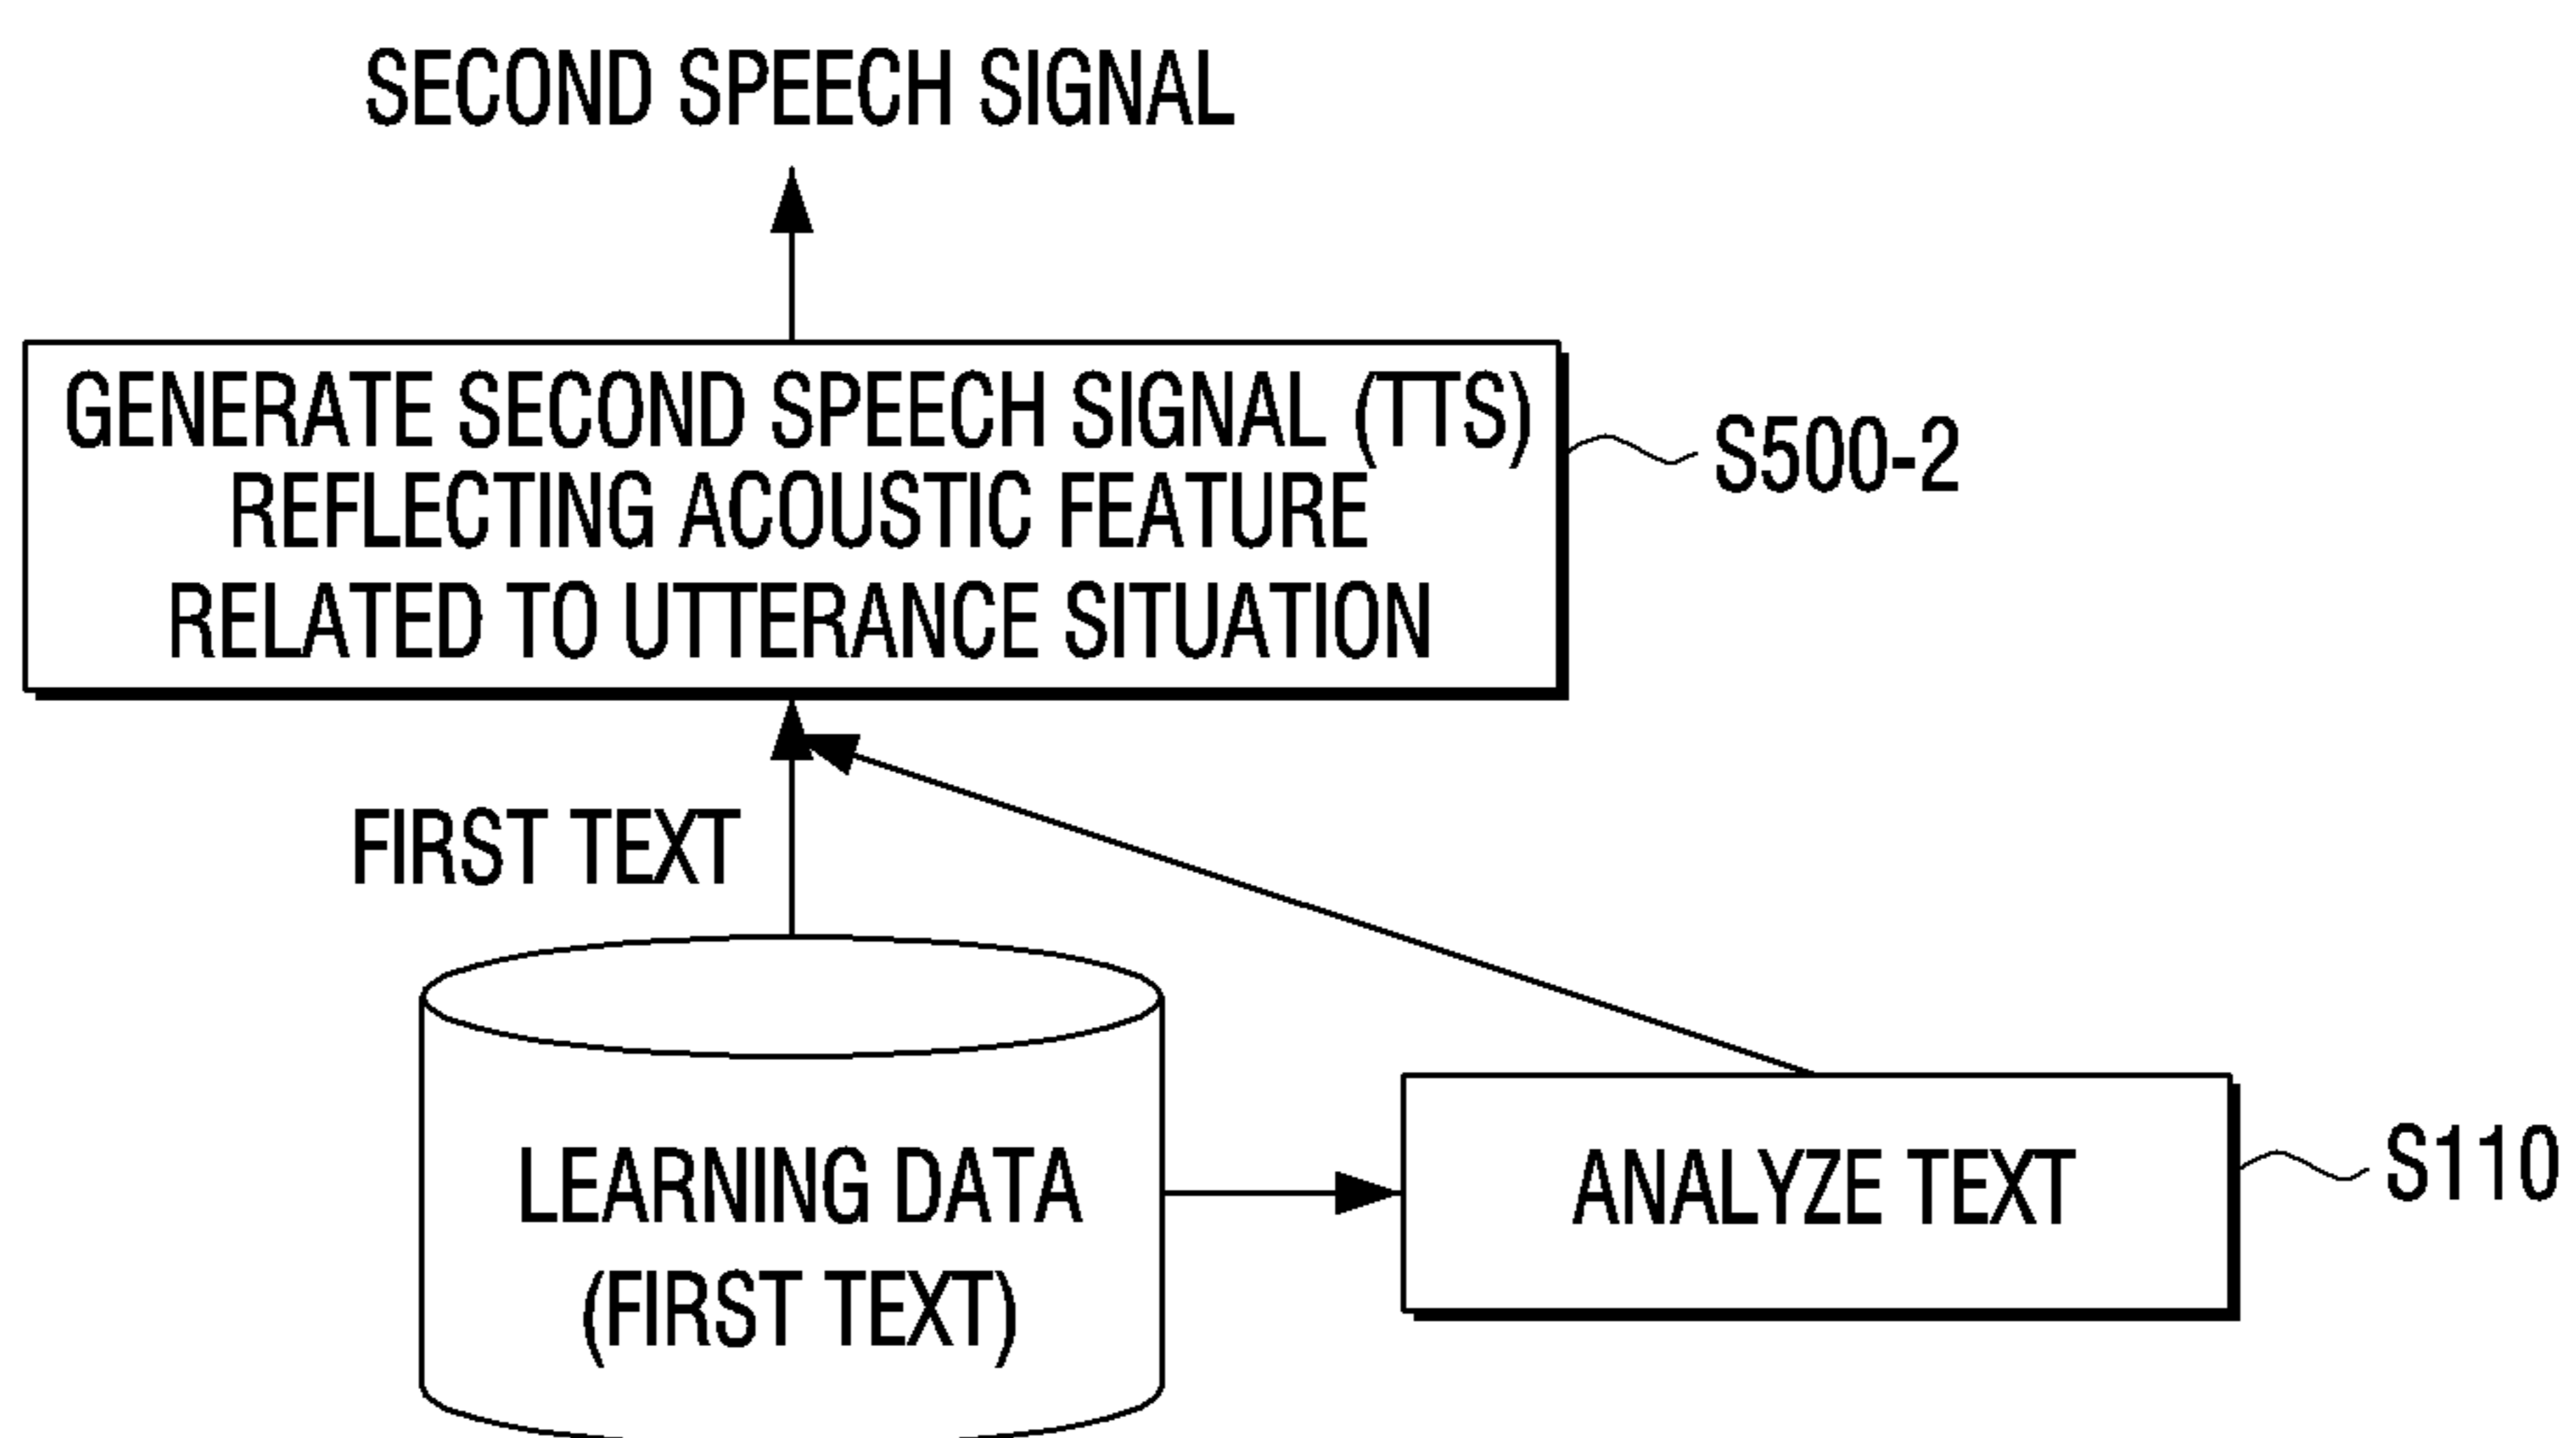 SECOND SPEECH SIGNAL
GENERATE SECOND SPEECH SIGNAL (TTS)
REFLECTING ACOUSTIC FEATURE
RELATED TO UTTERANCE SITUATION
S500-2
FIRST TEXT
LEARNING DATA
(FIRST TEXT)
ANALYZE TEXT
S110